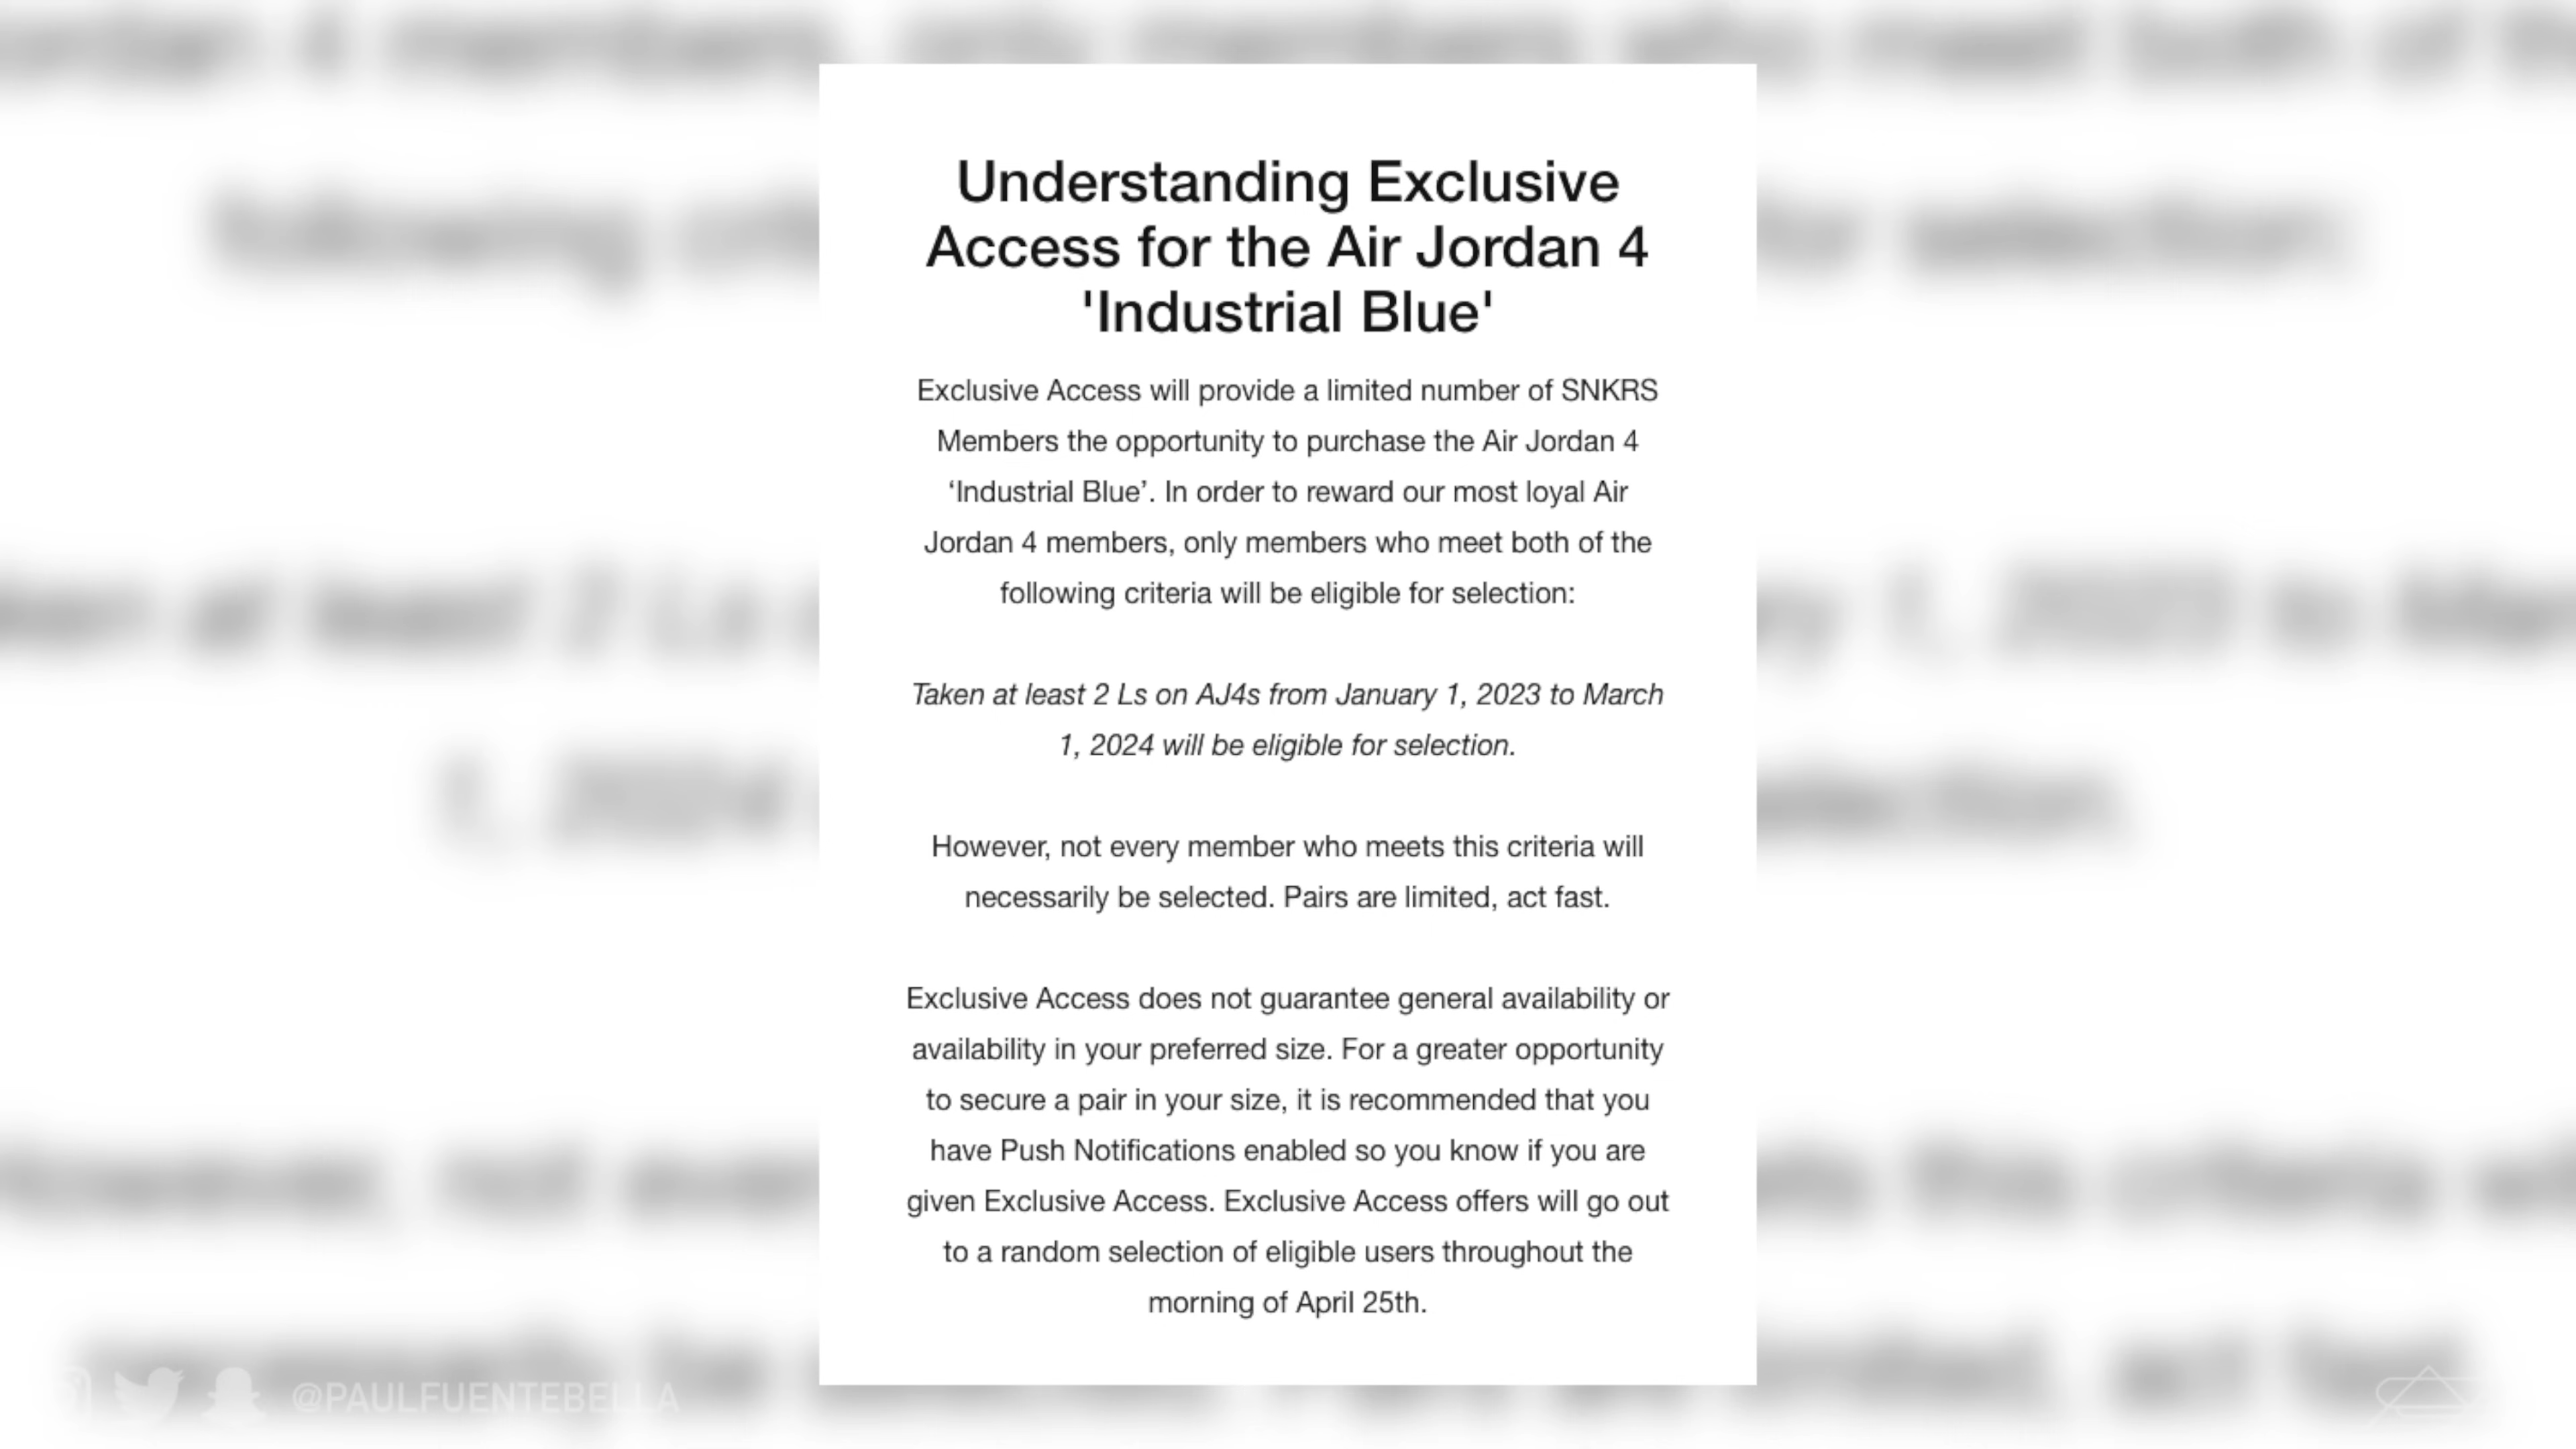 Understanding Exclusive
Access for the Air Jordan 4
'Industrial Blue'
Exclusive Access will provide a limited number of SNKRS
Members the opportunity to purchase the Air Jordan 4
‘Industrial Blue’. In order to reward our most loyal Air
Jordan 4 members, only members who meet both of the
following criteria will be eligible for selection:
Taken at least 2 Ls on AJ4s from January 1, 2023 to March
1, 2024 will be eligible for selection.
However, not every member who meets this criteria will
necessarily be selected. Pairs are limited, act fast.
Exclusive Access does not guarantee general availability or
availability in your preferred size. For a greater opportunity
to secure a pair in your size, it is recommended that you
have Push Notifications enabled so you know if you are
given Exclusive Access. Exclusive Access offers will go out
to a random selection of eligible users throughout the
morning of April 25th.
@PAULFUENTEBELLA